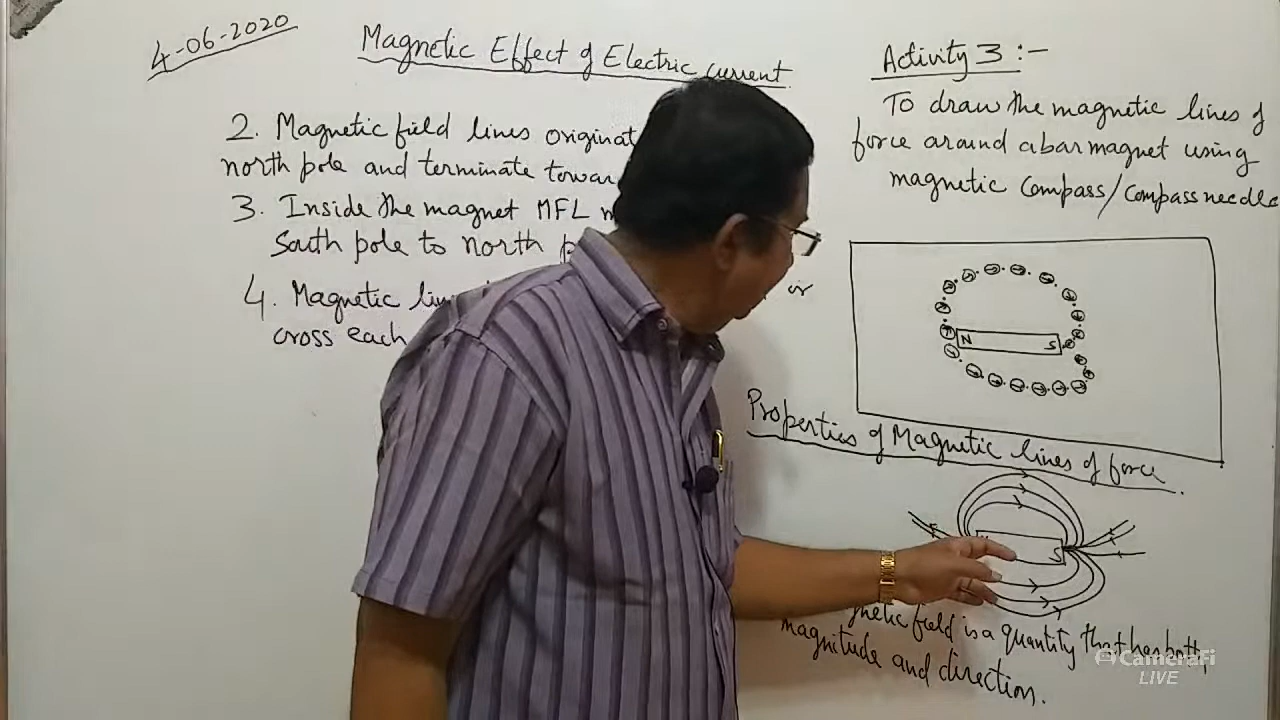 4-06-2020
Magnetic Effect of Electric current
2. Magnetic field lines originat
north pole and terminate towar
3. Inside the magnet MFL
South pole to north p
4. Magnetic lin
cross each
Activity 3 :-
To draw the magnetic lines of
force around a bar magnet using
magnetic Compass/Compass needle
N S
Properties of Magnetic lines of force
S
gnetic field is a quantity that has both,
magnitude and direction.
CameraFi
LIVE